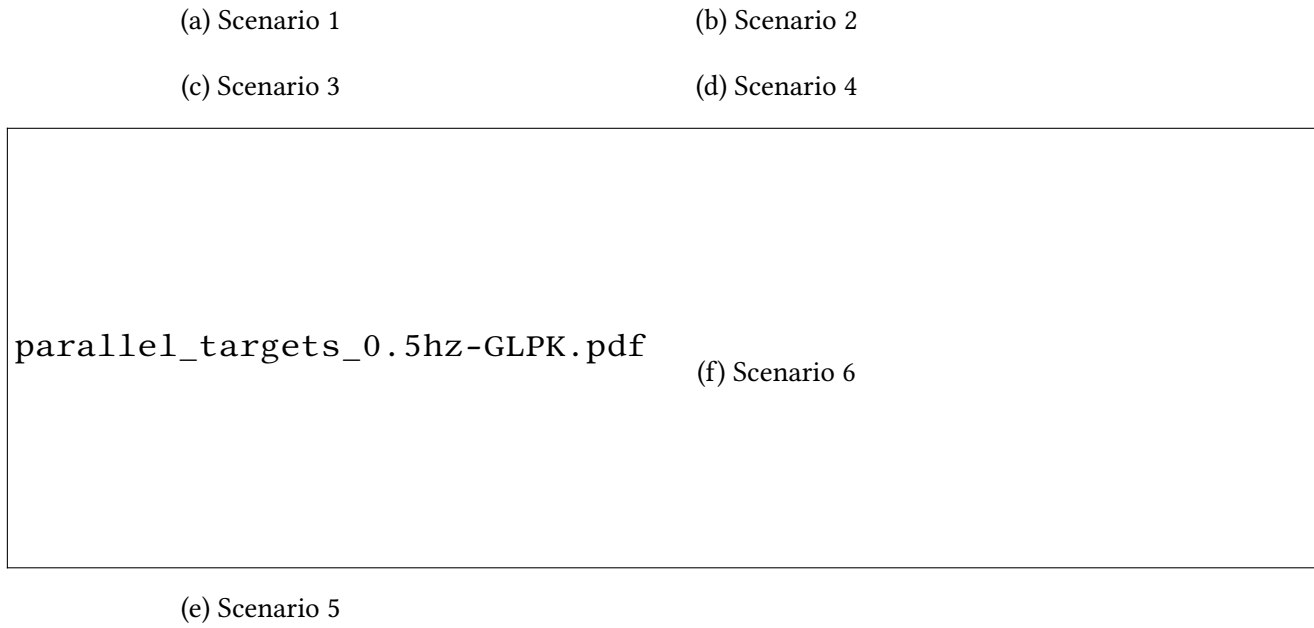 (a) Scenario 1
(b) Scenario 2
(c) Scenario 3
(d) Scenario 4
parallel_targets_0.5hz-GLPK.pdf
(f) Scenario 6
(e) Scenario 5